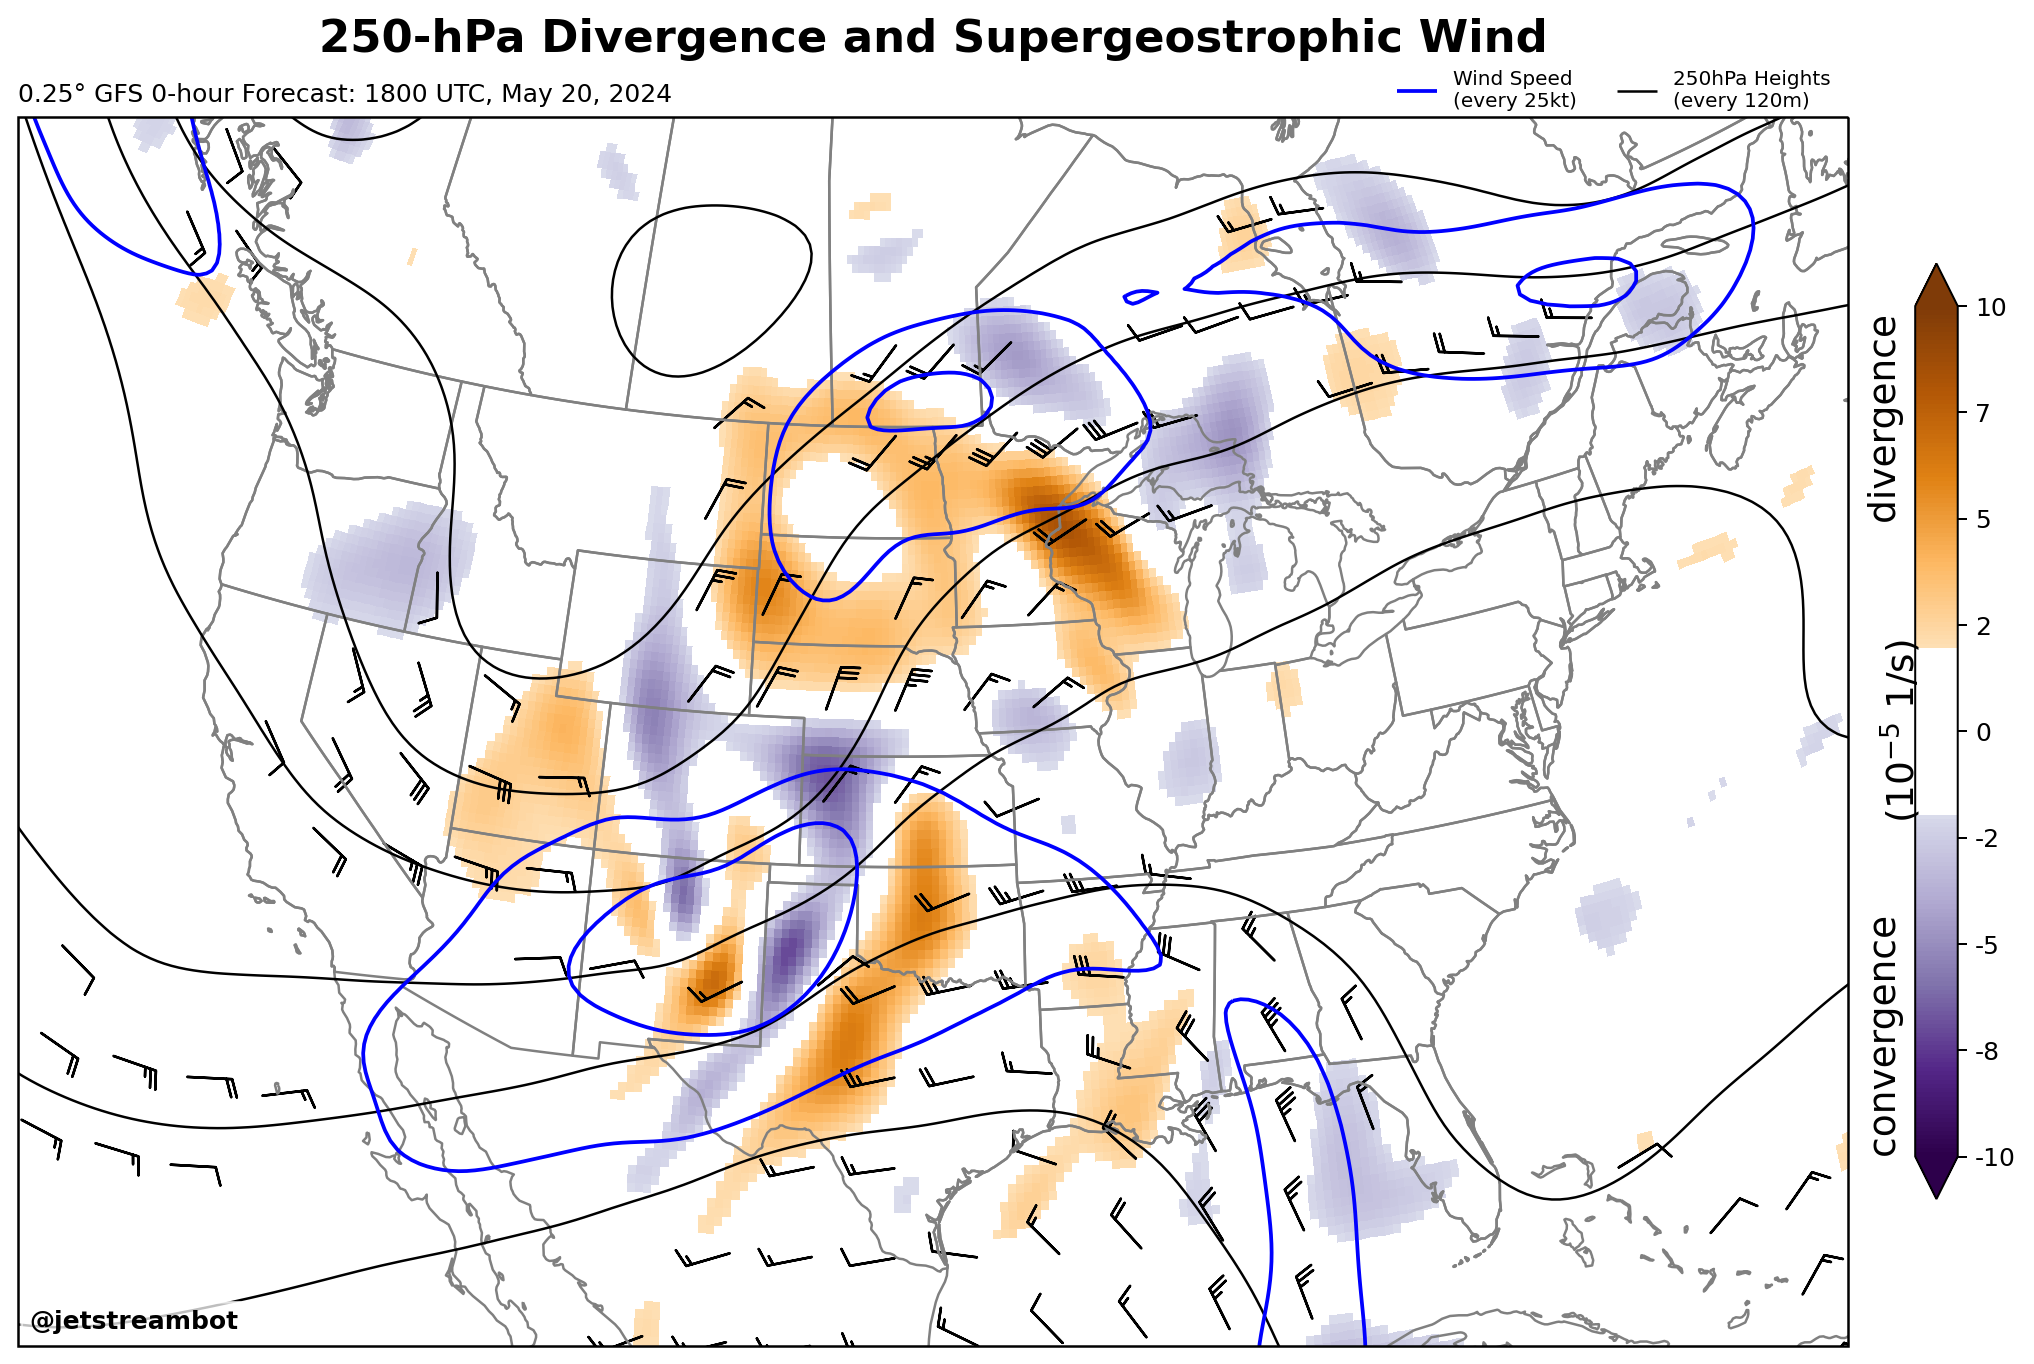 250-hPa Divergence and Supergeostrophic Wind
0.25° GFS 0-hour Forecast: 1800 UTC, May 20, 2024
Wind Speed
(every 25kt)
250hPa Heights
(every 120m)
divergence
(10⁻⁵ 1/s)
convergence
10
7
5
2
0
-2
-5
-8
-10
@jetstreambot